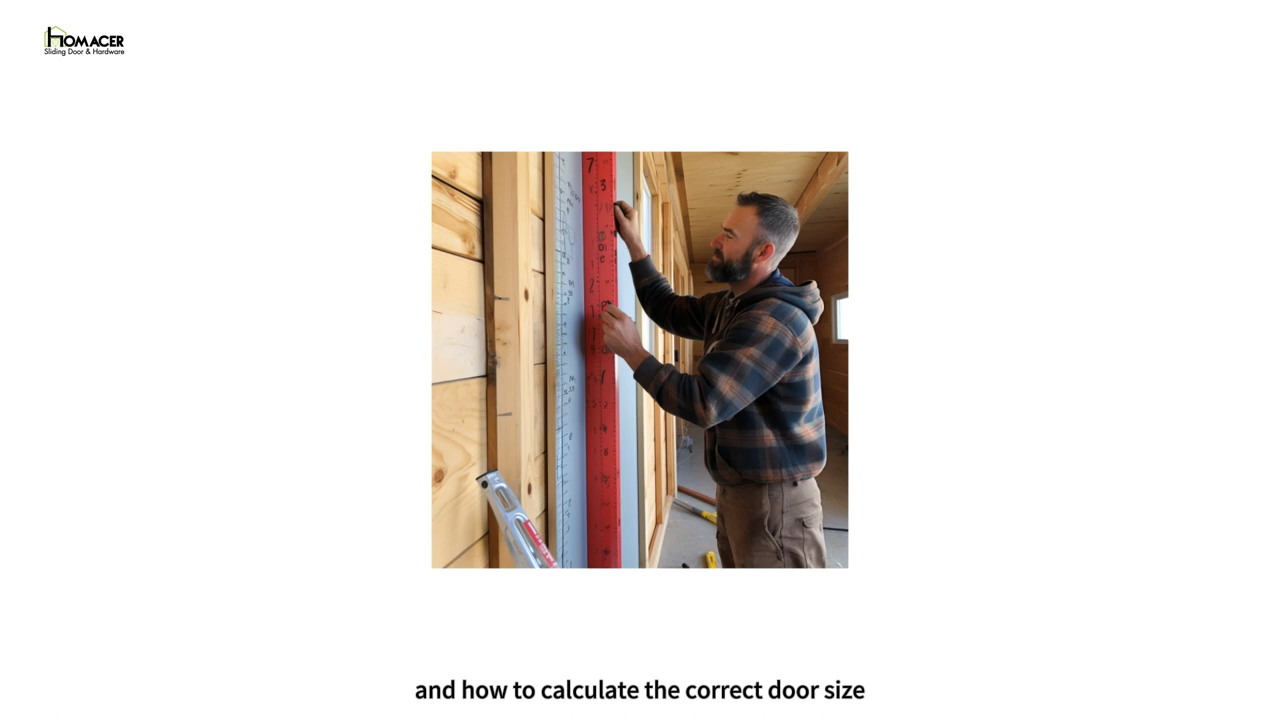 HOMACER
Sliding Door & Hardware
and how to calculate the correct door size